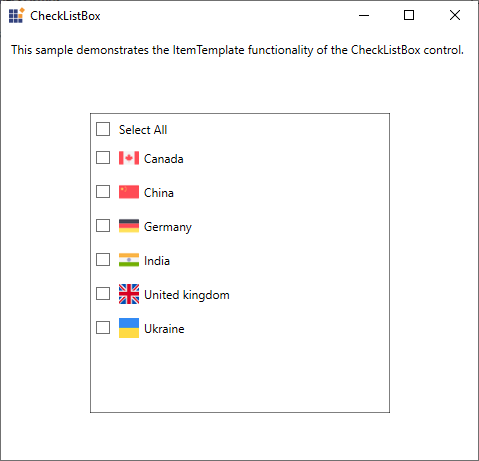 CheckListBox
This sample demonstrates the ItemTemplate functionality of the CheckListBox control.
Select All
Canada
China
Germany
India
United kingdom
Ukraine